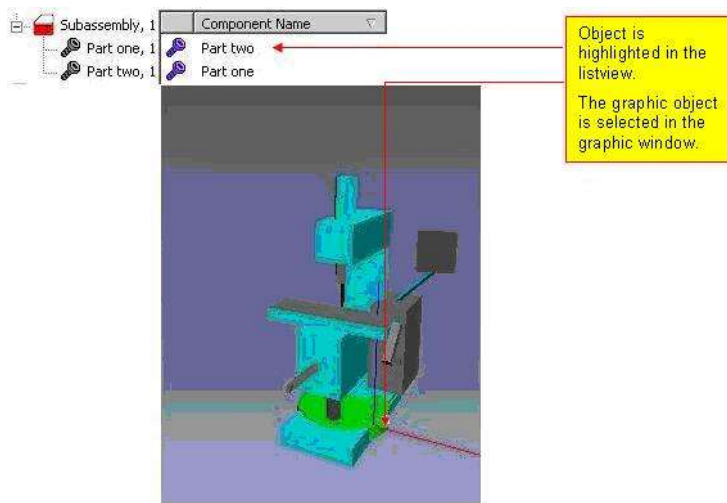 Subassembly, 1
Component Name
Part one, 1
Part two
Part two, 1
Part one
Object is
highlighted in the
listview.
The graphic object
is selected in the
graphic window.